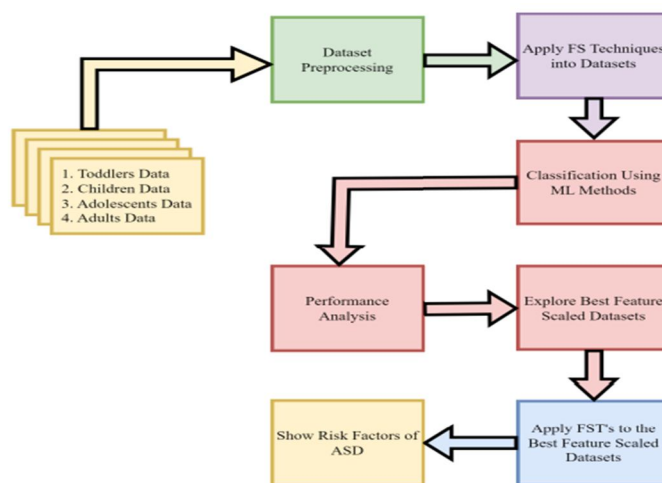 Dataset
Preprocessing
Apply FS Techniques
into Datasets
1. Toddlers Data
2. Children Data
3. Adolescents Data
4. Adults Data
Classification Using
ML Methods
Performance
Analysis
Explore Best Feature
Scaled Datasets
Show Risk Factors of
ASD
Apply FST's to the
Best Feature Scaled
Datasets